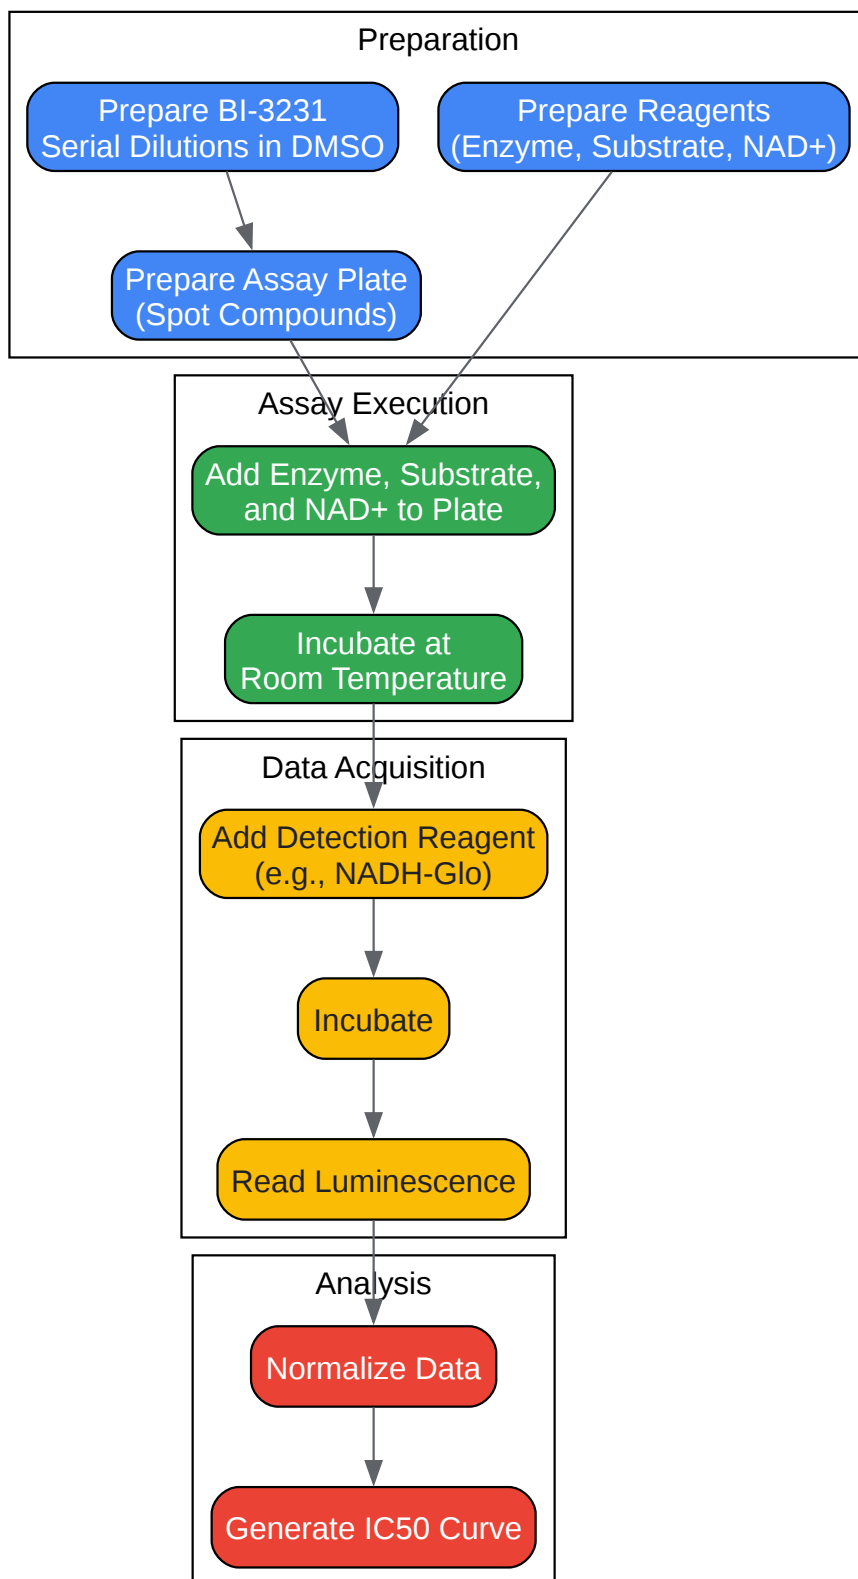 Preparation
Prepare BI-3231
Serial Dilutions in DMSO
Prepare Reagents
(Enzyme, Substrate, NAD+)
Prepare Assay Plate
(Spot Compounds)
Assay Execution
Add Enzyme, Substrate,
and NAD+ to Plate
Incubate at
Room Temperature
Data Acquisition
Add Detection Reagent
(e.g., NADH-Glo)
Incubate
Read Luminescence
Analysis
Normalize Data
Generate IC50 Curve